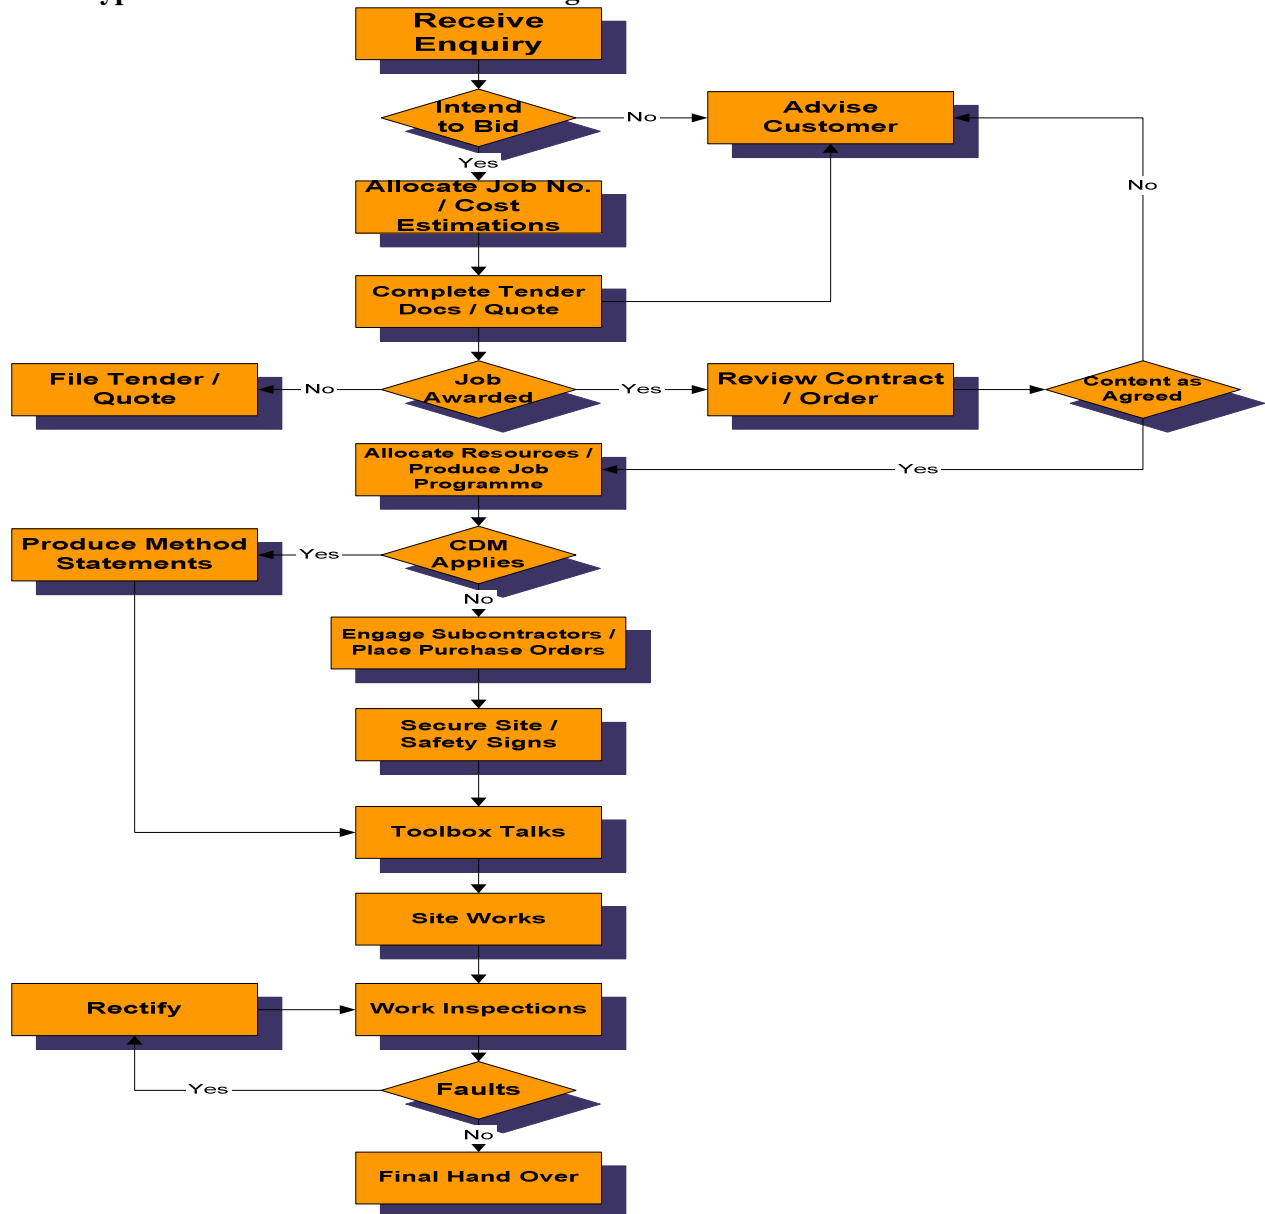 Receive
Enquiry
Intend
to Bid
No
Advise
Customer
Yes
No
Allocate Job No.
/ Cost
Estimations
Complete Tender
Docs / Quote
File Tender /
Quote
No
Job
Awarded
Yes
Review Contract
/ Order
Content as
Agreed
Allocate Resources /
Produce Job
Programme
Yes
Produce Method
Statements
Yes
CDM
Applies
No
Engage Subcontractors /
Place Purchase Orders
Secure Site /
Safety Signs
Toolbox Talks
Site Works
Rectify
Work Inspections
Yes
Faults
No
Final Hand Over